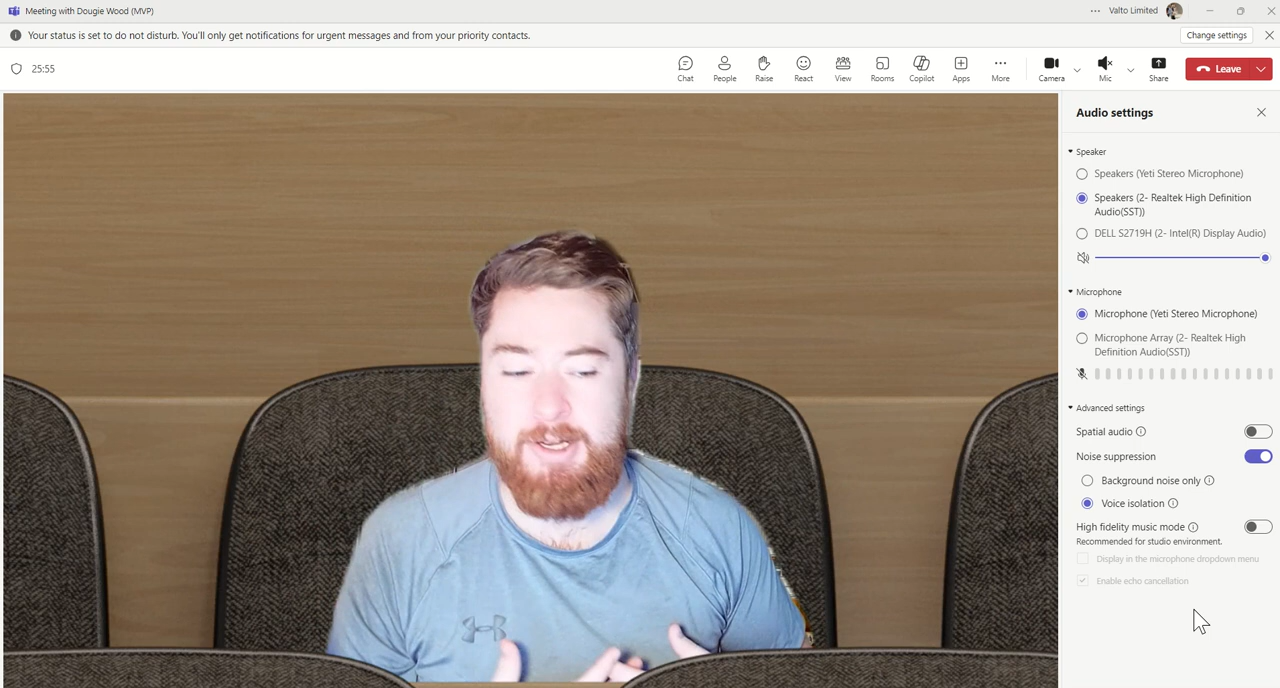 Meeting with Dougie Wood (MVP)
Valto Limited
Your status is set to do not disturb. You'll only get notifications for urgent messages and from your priority contacts.
Change settings
25:55
Chat
People
Raise
React
View
Rooms
Copilot
Apps
More
Camera
Mic
Share
Leave
Audio settings
Speaker
Speakers (Yeti Stereo Microphone)
Speakers (2- Realtek High Definition
Audio(SST))
DELL S2719H (2- Intel(R) Display Audio)
Microphone
Microphone (Yeti Stereo Microphone)
Microphone Array (2- Realtek High
Definition Audio(SST))
Advanced settings
Spatial audio
Noise suppression
Background noise only
Voice isolation
High fidelity music mode
Recommended for studio environment.
Display in the microphone dropdown menu
Enable echo cancellation